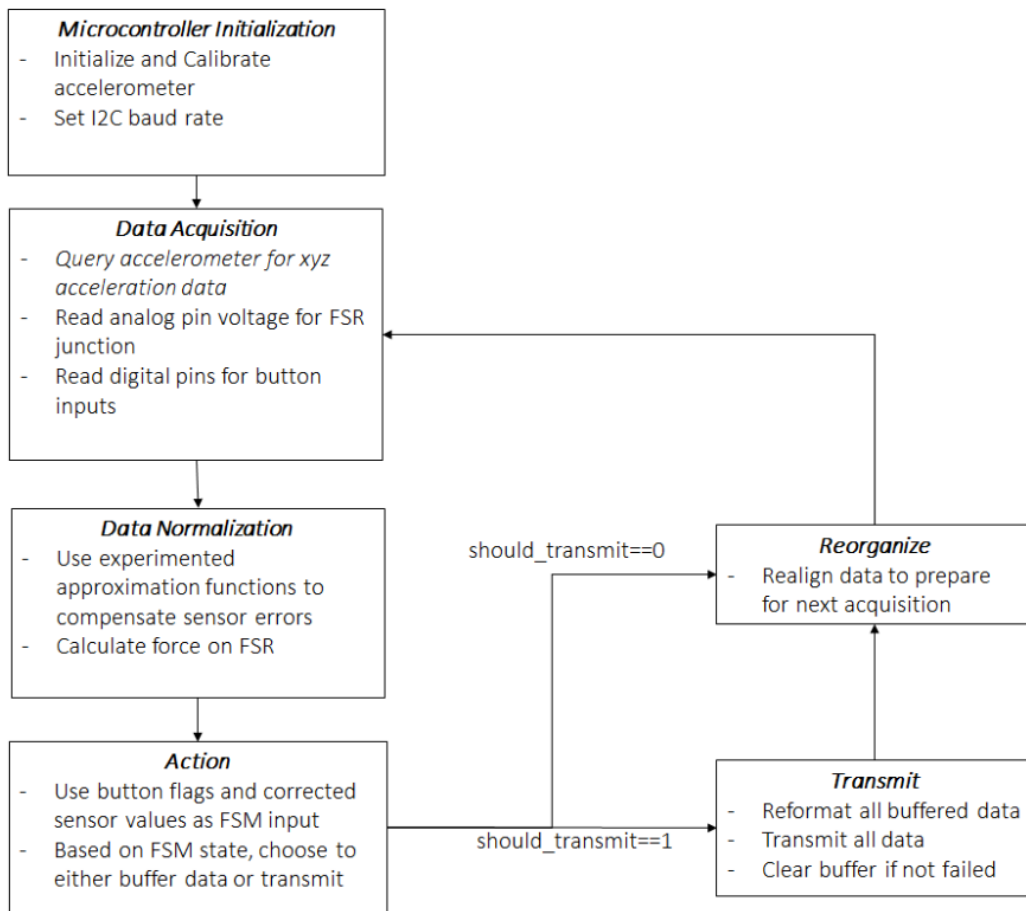 Microcontroller Initialization
- Initialize and Calibrate
accelerometer
- Set I2C baud rate
Data Acquisition
- Query accelerometer for xyz
acceleration data
- Read analog pin voltage for FSR
junction
- Read digital pins for button
inputs
Data Normalization
- Use experimented
approximation functions to
compensate sensor errors
- Calculate force on FSR
Action
- Use button flags and corrected
sensor values as FSM input
- Based on FSM state, choose to
either buffer data or transmit
should_transmit==0
should_transmit==1
Reorganize
- Realign data to prepare
for next acquisition
Transmit
- Reformat all buffered data
- Transmit all data
- Clear buffer if not failed